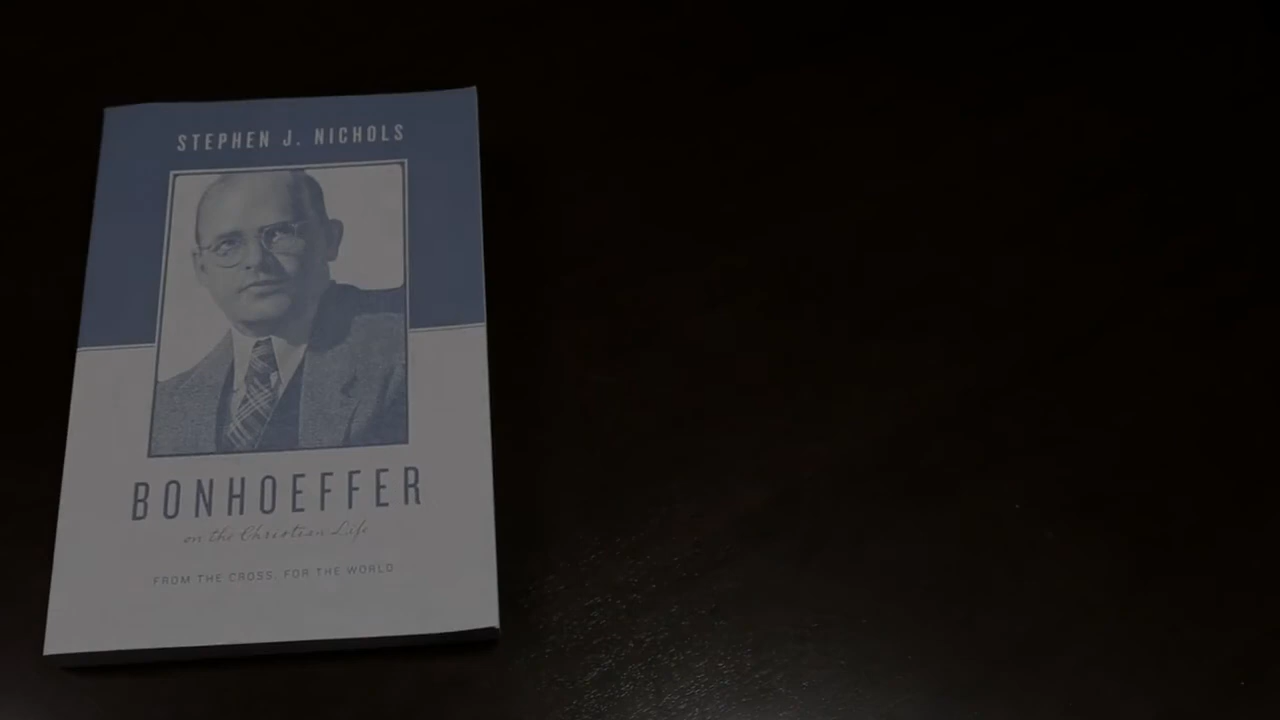 STEPHEN J. NICHOLS
BONHOEFFER
on the Christian Life
FROM THE CROSS, FOR THE WORLD